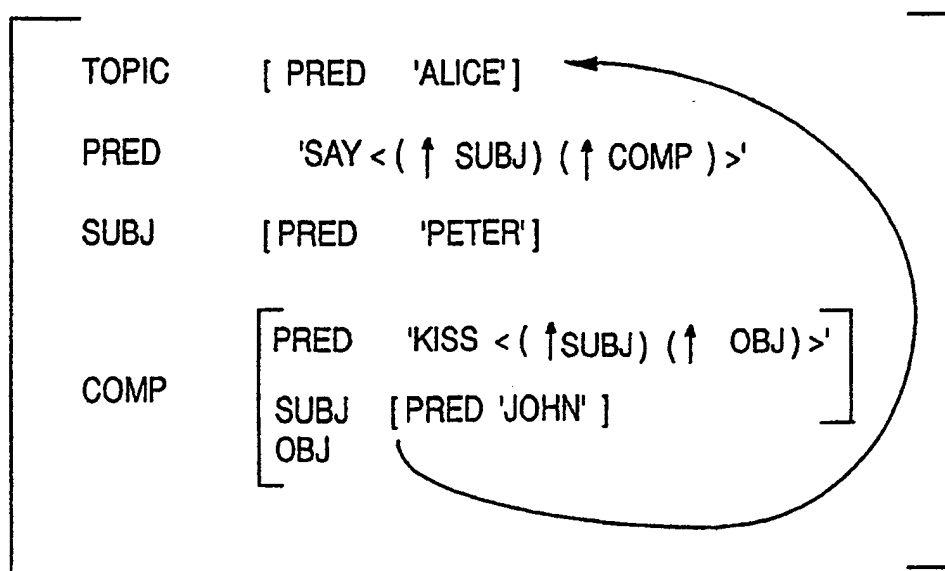 TOPIC [ PRED 'ALICE' ]
PRED 'SAY < ( ↑ SUBJ ) ( ↑ COMP ) >'
SUBJ [ PRED 'PETER' ]
COMP
PRED 'KISS < ( ↑ SUBJ ) ( ↑ OBJ ) >'
SUBJ [ PRED 'JOHN' ]
OBJ